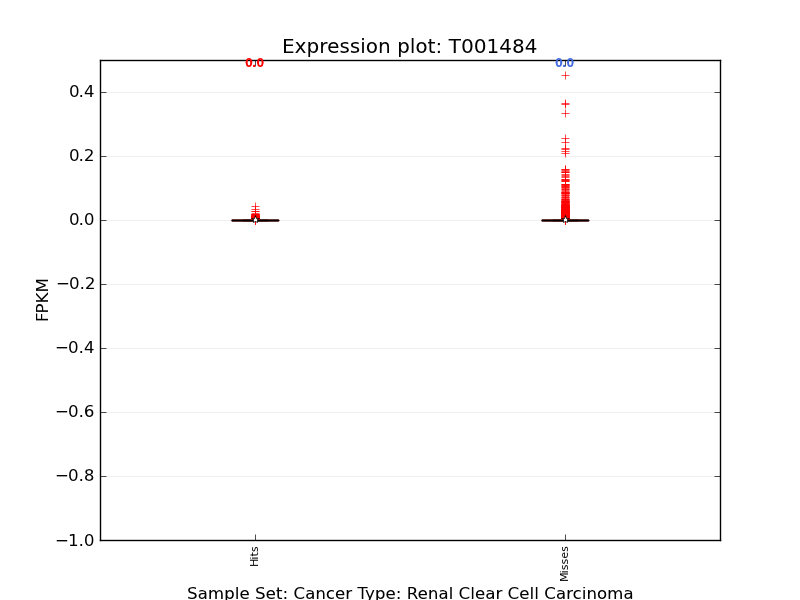 Expression plot: T001484
0.0 0.0
0.4
0.2
0.0
−0.2
−0.4
−0.6
−0.8
−1.0
FPKM
Hits Misses
Sample Set: Cancer Type: Renal Clear Cell Carcinoma